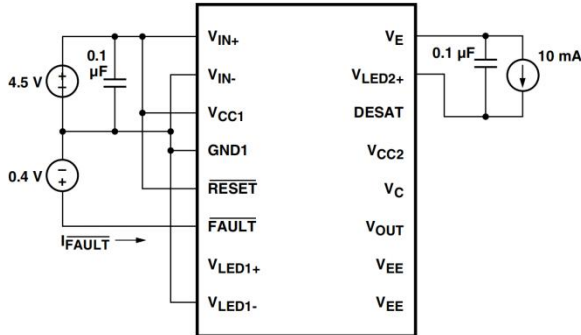 4.5 V
0.4 V
0.1
µF
I_FAULT
V_IN+
V_IN-
V_CC1
GND1
RESET
FAULT
V_LED1+
V_LED1-
V_E
V_LED2+
DESAT
V_CC2
V_C
V_OUT
V_EE
V_EE
0.1
µF
10 mA